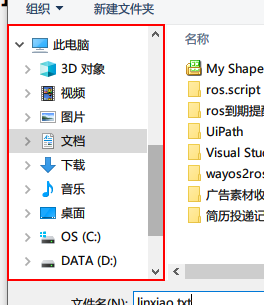 组织 新建文件夹
此电脑
3D 对象
视频
图片
文档
下载
音乐
桌面
OS (C:)
DATA (D:)
名称
My Shape
ros.script
ros到期提醒
UiPath
Visual Stu
wayos2ros
广告素材收
简历投递记
文件名(N): linxiao.txt